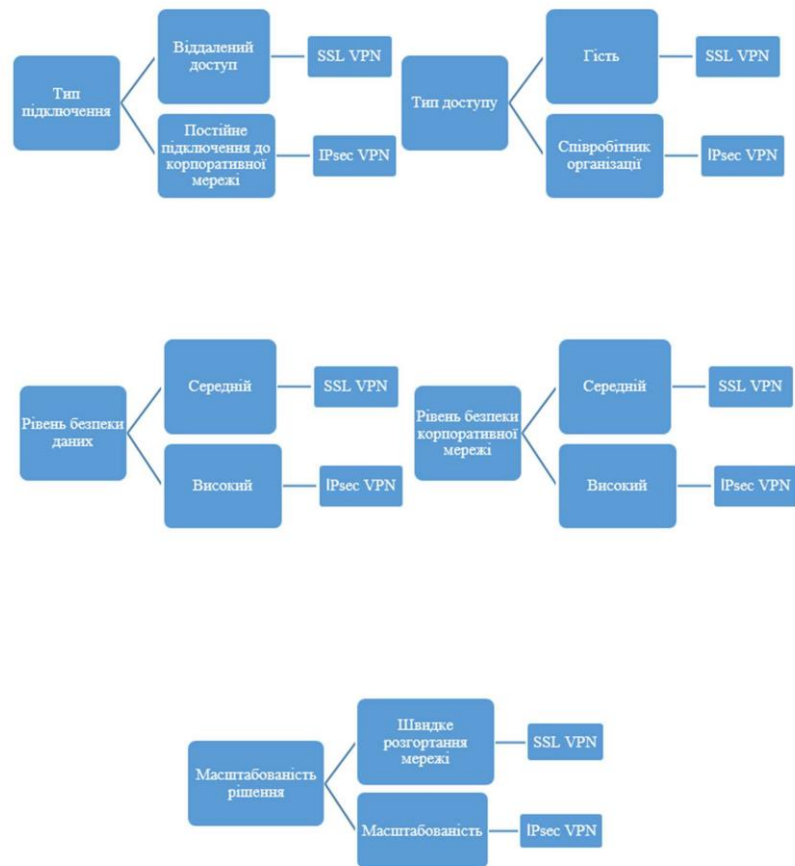 Тип
підключення
Віддалений
доступ
SSL VPN
Постійне
підключення до
корпоративної
мережі
IPsec VPN
Тип доступу
Гість
SSL VPN
Співробітник
організації
IPsec VPN
Рівень безпеки
даних
Середній
SSL VPN
Високий
IPsec VPN
Рівень безпеки
корпоративної
мережі
Середній
SSL VPN
Високий
IPsec VPN
Масштабованість
рішення
Швидке
розгортання
мережі
SSL VPN
Масштабованість
IPsec VPN